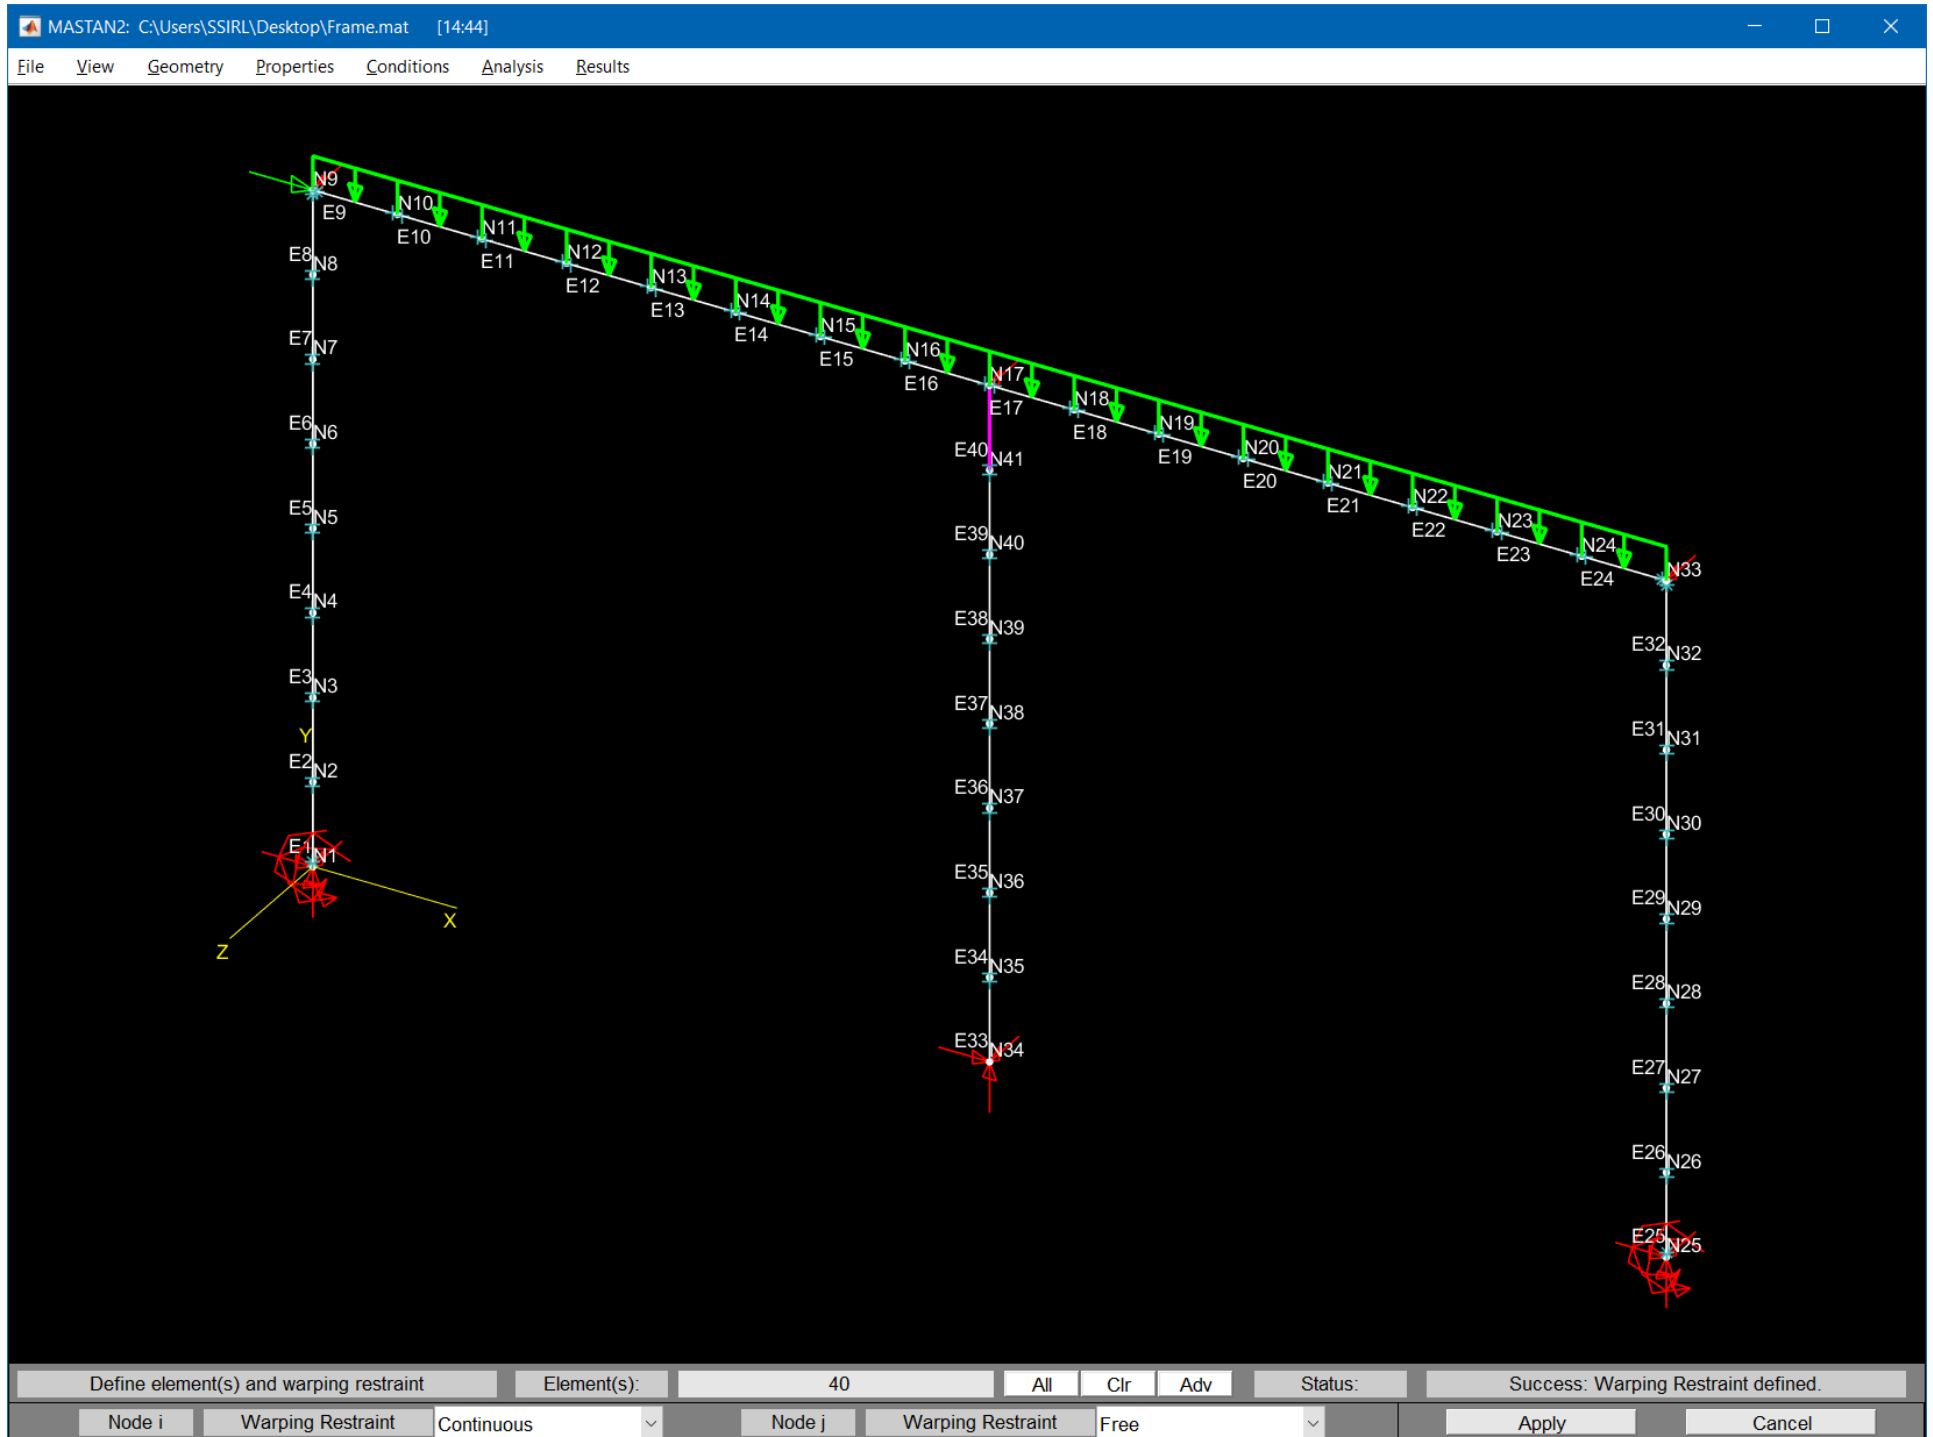 MASTAN2: C:\Users\SSIRL\Desktop\Frame.mat [14:44]
File View Geometry Properties Conditions Analysis Results
N9
E9
N10
E10
N11
E11
E8 N8
N12
E12
N13
E13
N14
E14
N15
E15
E7 N7
N16
E16
N17
E17
N18
E18
E6 N6
N19
E19
E40 N41
N20
E20
N21
E21
N22
E22
E5 N5
N23
E23
E39 N40
N24
E24
N33
E4 N4
E38 N39
E32 N32
E3 N3
E37 N38
E31 N31
Y
E2 N2
E36 N37
E30 N30
E1 N1
E35 N36
E29 N29
X
Z
E34 N35
E28 N28
E33 N34
E27 N27
E26 N26
E25 N25
Define element(s) and warping restraint Element(s): 40 All Clr Adv Status: Success: Warping Restraint defined.
Node i Warping Restraint Continuous Node j Warping Restraint Free Apply Cancel